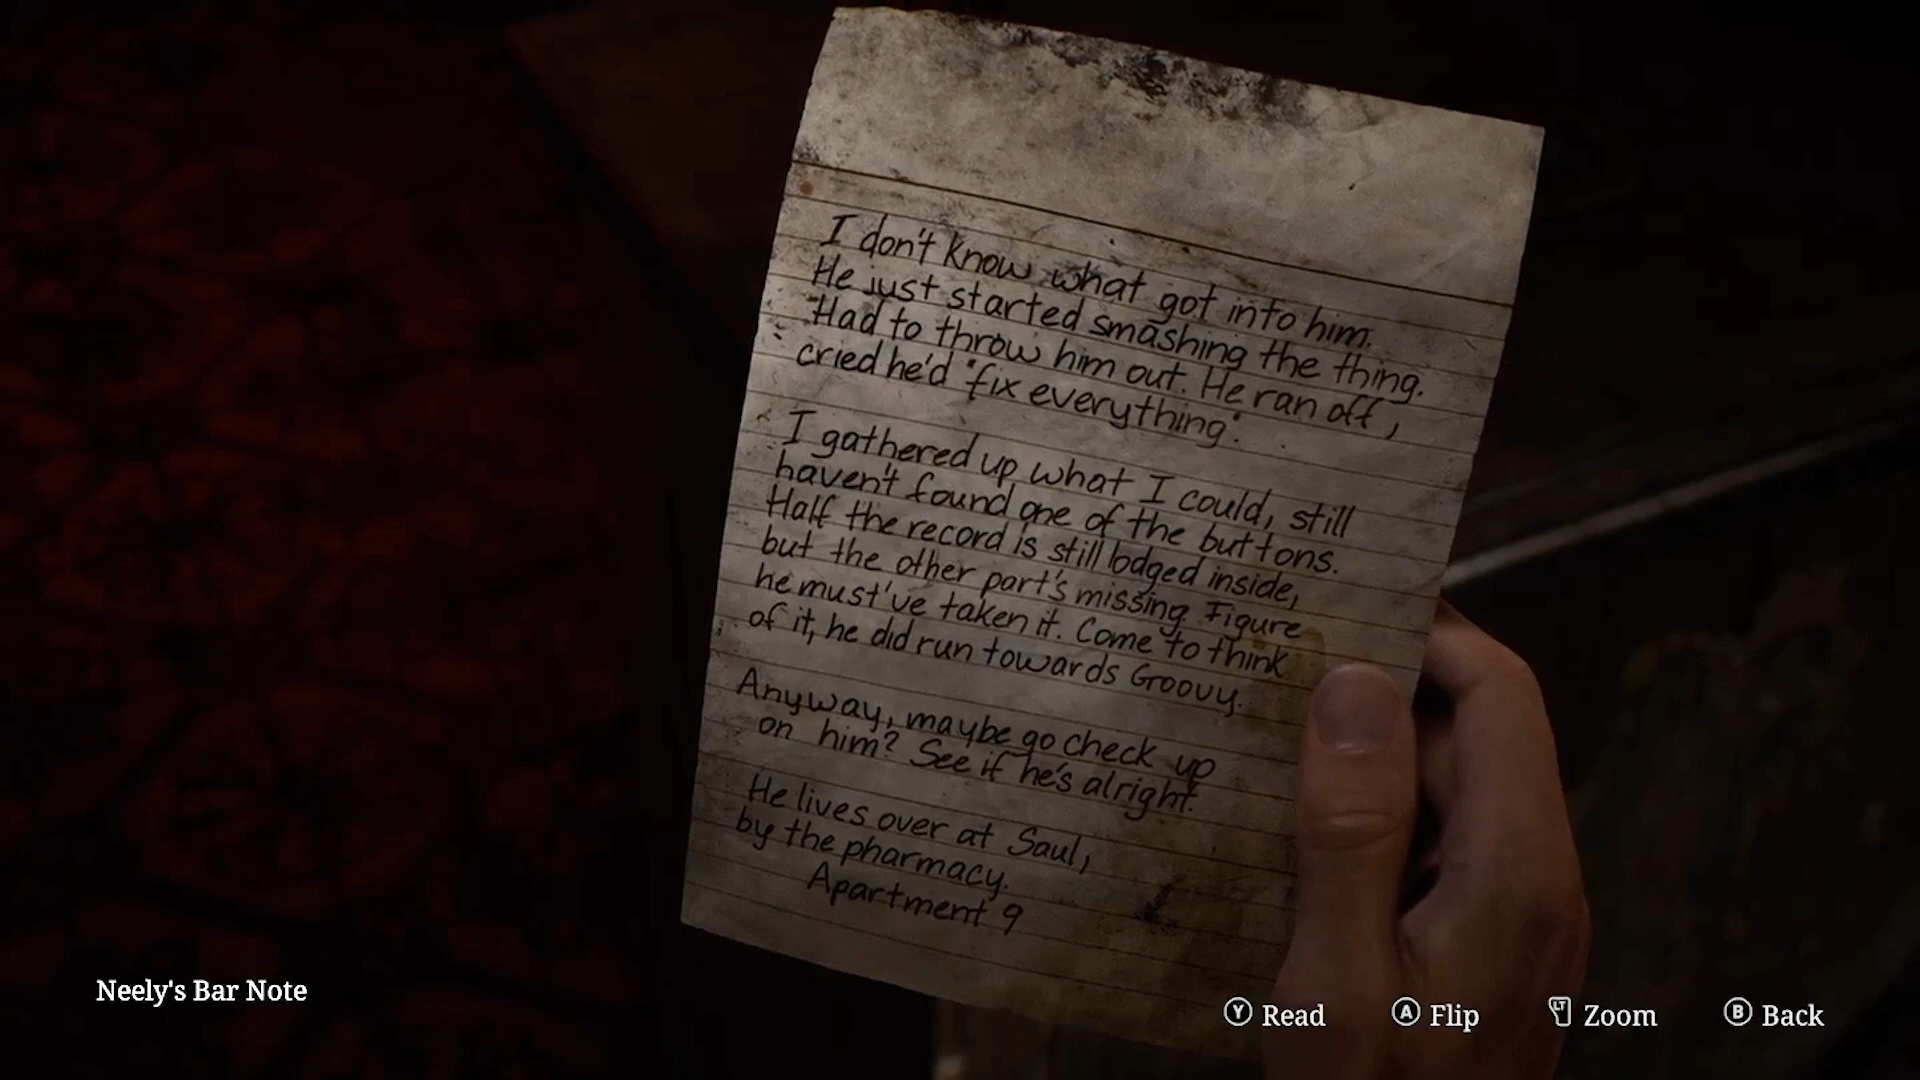 I don't know what got into him.
He just started smashing the thing.
Had to throw him out. He ran off,
cried he'd "fix everything".
I gathered up what I could, still
haven't found one of the buttons.
Half the record is still lodged inside,
but the other part's missing. Figure
he must've taken it. Come to think
of it, he did run towards Groovy.
Anyway, maybe go check up
on him? See if he's alright.
He lives over at Saul,
by the pharmacy.
Apartment 9
Neely's Bar Note
Y Read
A Flip
LT Zoom
B Back